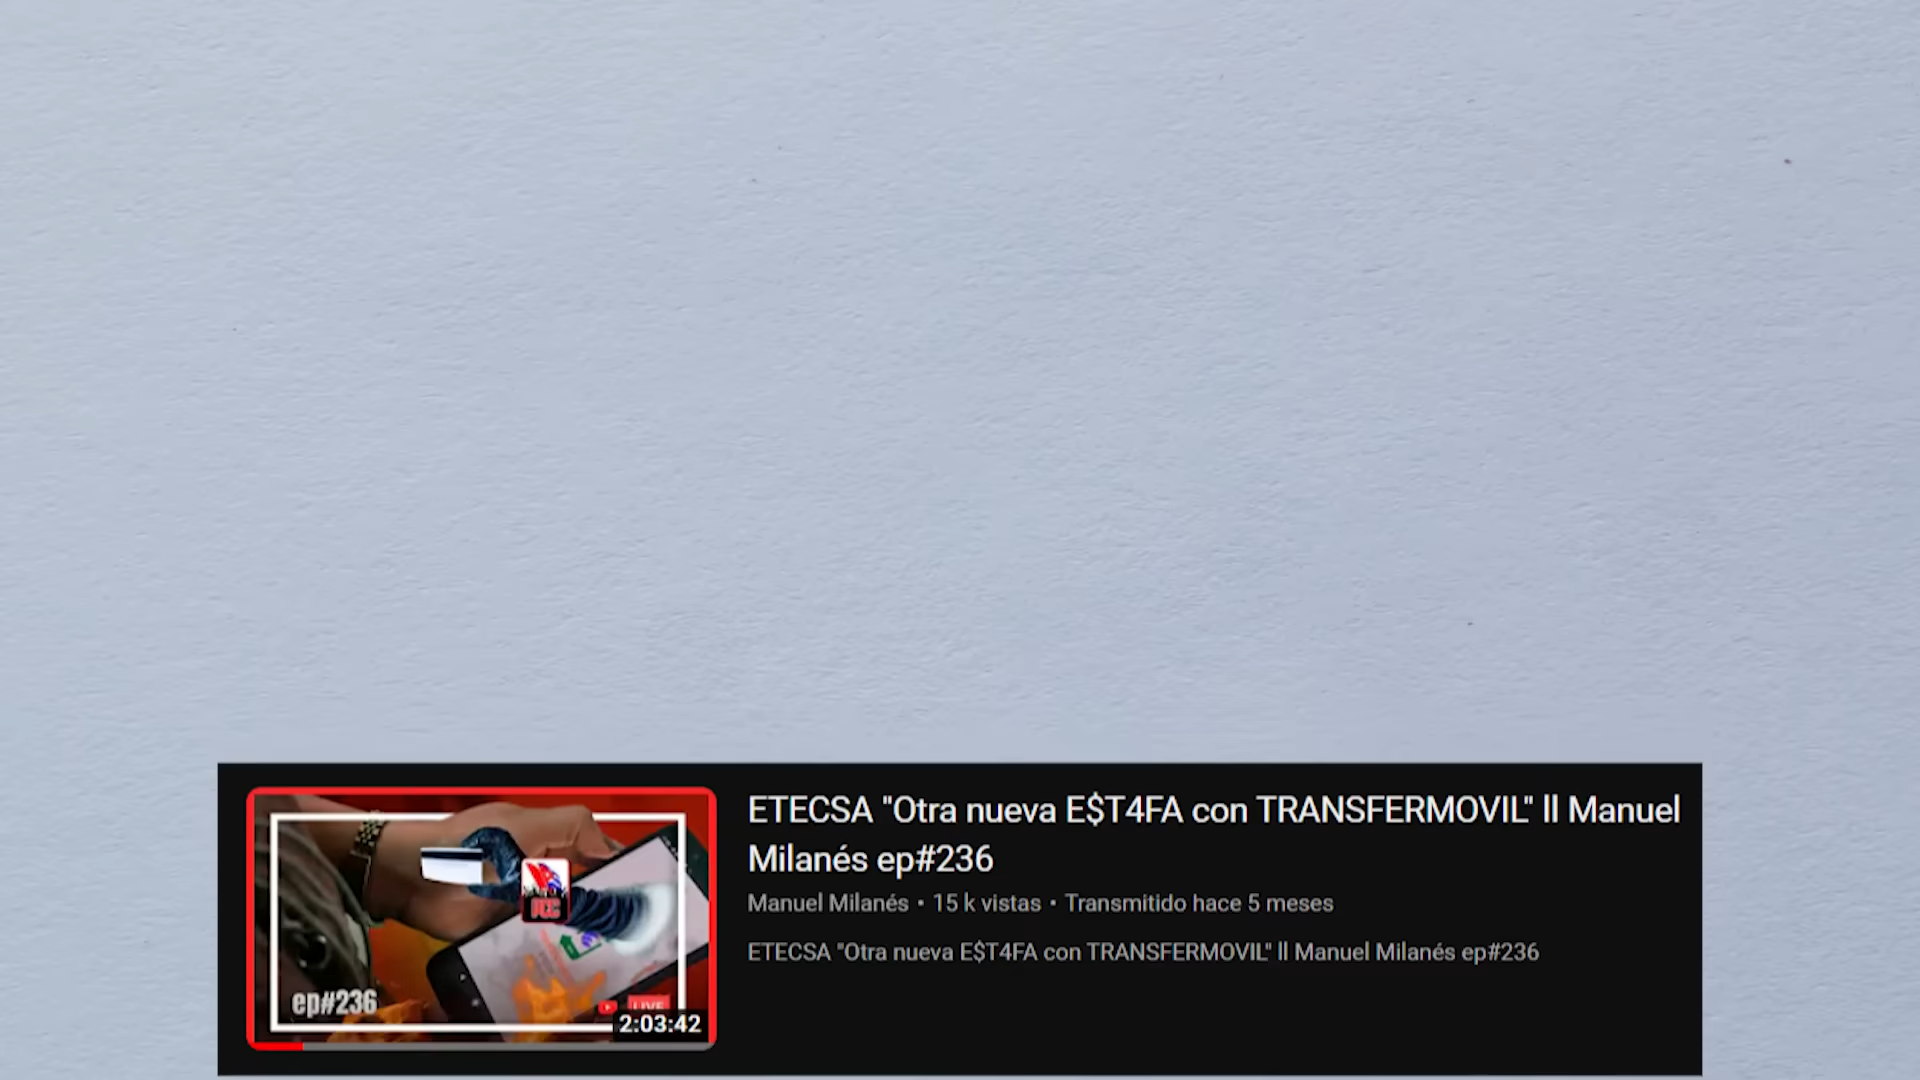 ETECSA "Otra nueva E$T4FA con TRANSFERMOVIL" ll Manuel
Milanés ep#236
Manuel Milanés • 15 k vistas • Transmitido hace 5 meses
ETECSA "Otra nueva E$T4FA con TRANSFERMOVIL" ll Manuel Milanés ep#236
ep#236
LIVE
2:03:42